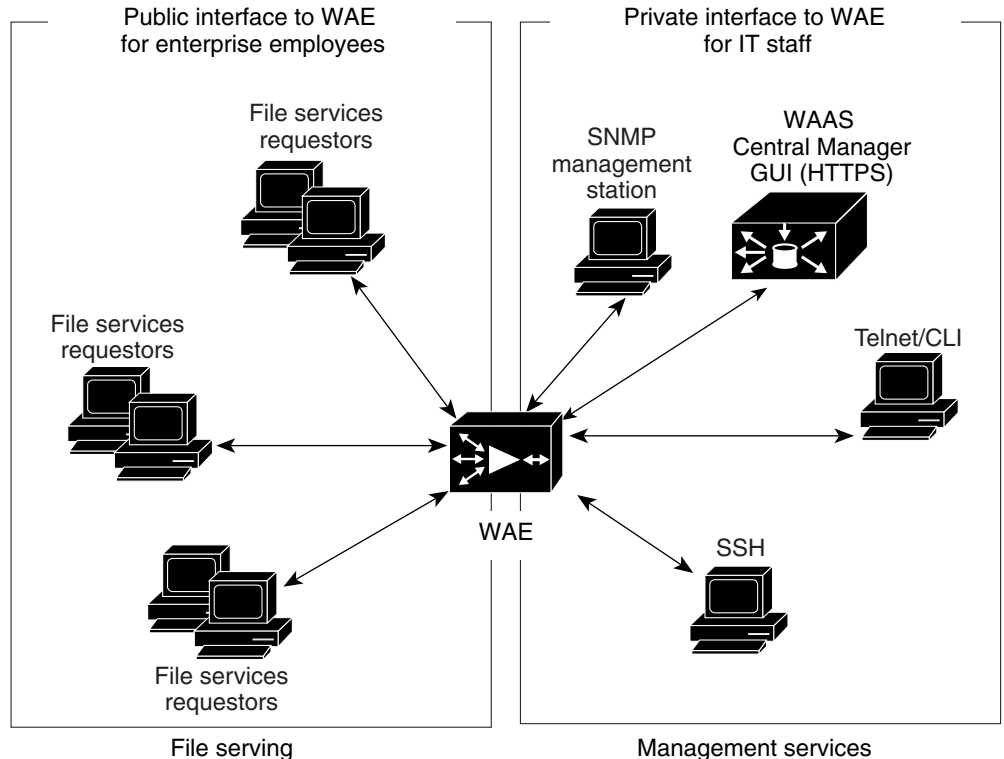 Public interface to WAE
for enterprise employees
Private interface to WAE
for IT staff
File services
requestors
SNMP
management
station
WAAS
Central Manager
GUI (HTTPS)
File services
requestors
Telnet/CLI
WAE
SSH
File services
requestors
File serving
Management services